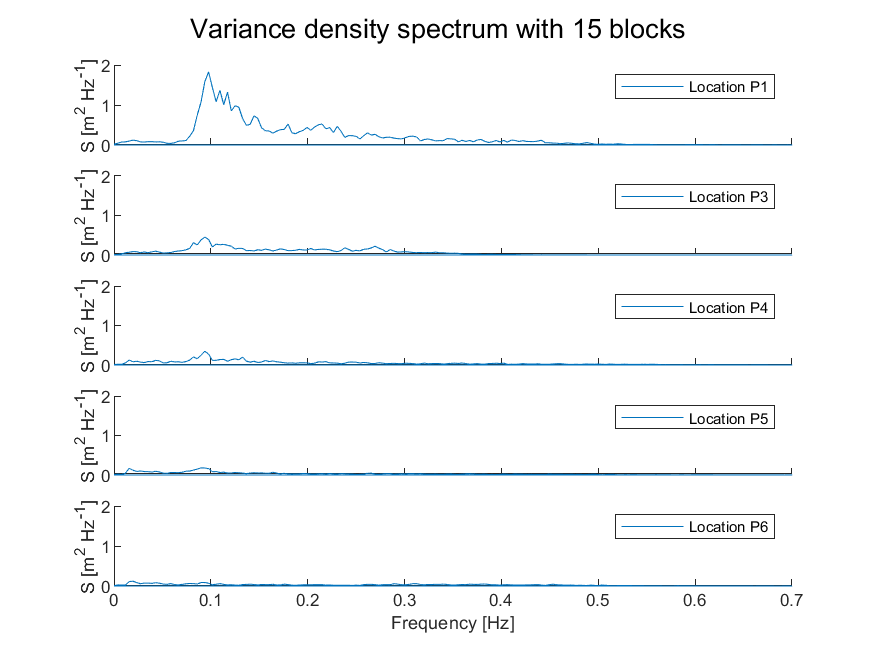 Variance density spectrum with 15 blocks
S [m² Hz⁻¹]
2
1
0
Location P1
S [m² Hz⁻¹]
2
1
0
Location P3
S [m² Hz⁻¹]
2
1
0
Location P4
S [m² Hz⁻¹]
2
1
0
Location P5
S [m² Hz⁻¹]
2
1
0
Location P6
0 0.1 0.2 0.3 0.4 0.5 0.6 0.7
Frequency [Hz]